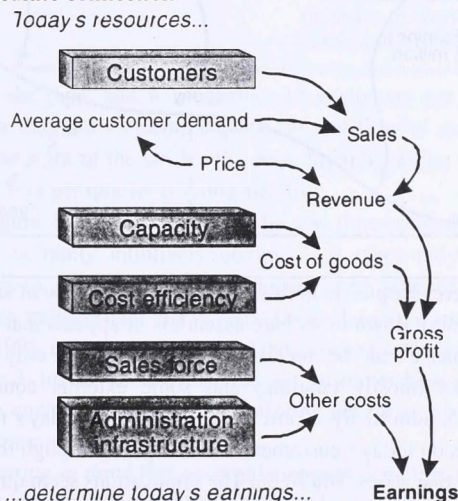 Today's resources...
Customers
Average customer demand
Sales
Price
Revenue
Capacity
Cost of goods
Cost efficiency
Gross
profit
Sales force
Other costs
Administration
infrastructure
...determine today's earnings...
Earnings